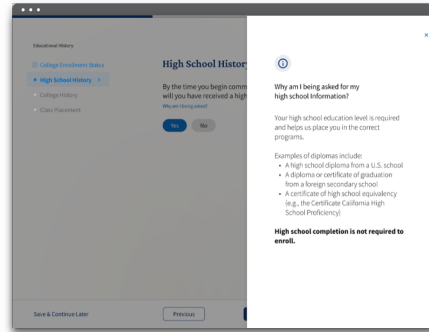 Educational History
College Enrollment Status
High School History
College History
Class Placement
High School History
By the time you begin comm
will you have received a high
Why am I being asked?
Yes No
Save & Continue Later
Previous
×
Why am I being asked for my
high school Information?
Your high school education level is required
and helps us place you in the correct
programs.
Examples of diplomas include:
• A high school diploma from a U.S. school
• A diploma or certificate of graduation
from a foreign secondary school
• A certificate of high school equivalency
(e.g., the Certificate California High
School Proficiency)
High school completion is not required to
enroll.